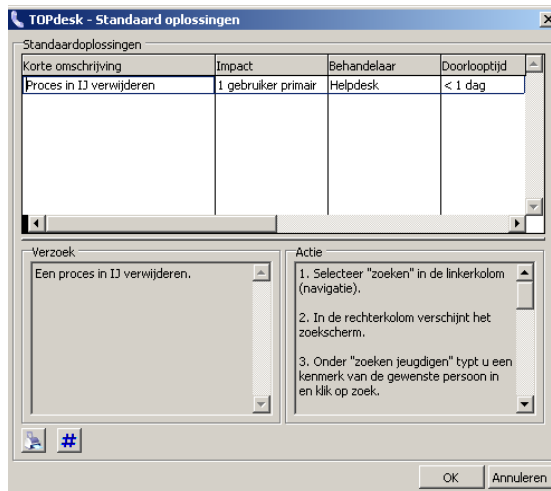 TOPdesk - Standaard oplossingen
Standaardoplossingen
Korte omschrijving Impact Behandelaar Doorlooptijd
Proces in IJ verwijderen 1 gebruiker primair Helpdesk < 1 dag
Verzoek
Een proces in IJ verwijderen.
Actie
1. Selecteer "zoeken" in de linkerkolom
(navigatie).
2. In de rechterkolom verschijnt het
zoekscherm.
3. Onder "zoeken jeugdigen" typt u een
kenmerk van de gewenste persoon in
en klik op zoek.
#
OK Annuleren